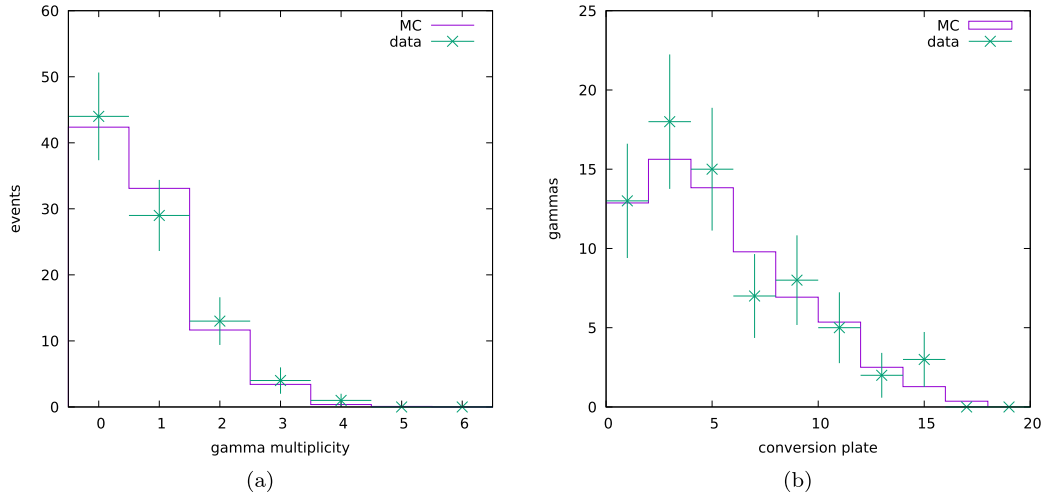 MC
data
60
50
40
30
20
10
0
events
0 1 2 3 4 5 6
gamma multiplicity
(a)
MC
data
25
20
15
10
5
0
gammas
0 5 10 15 20
conversion plate
(b)